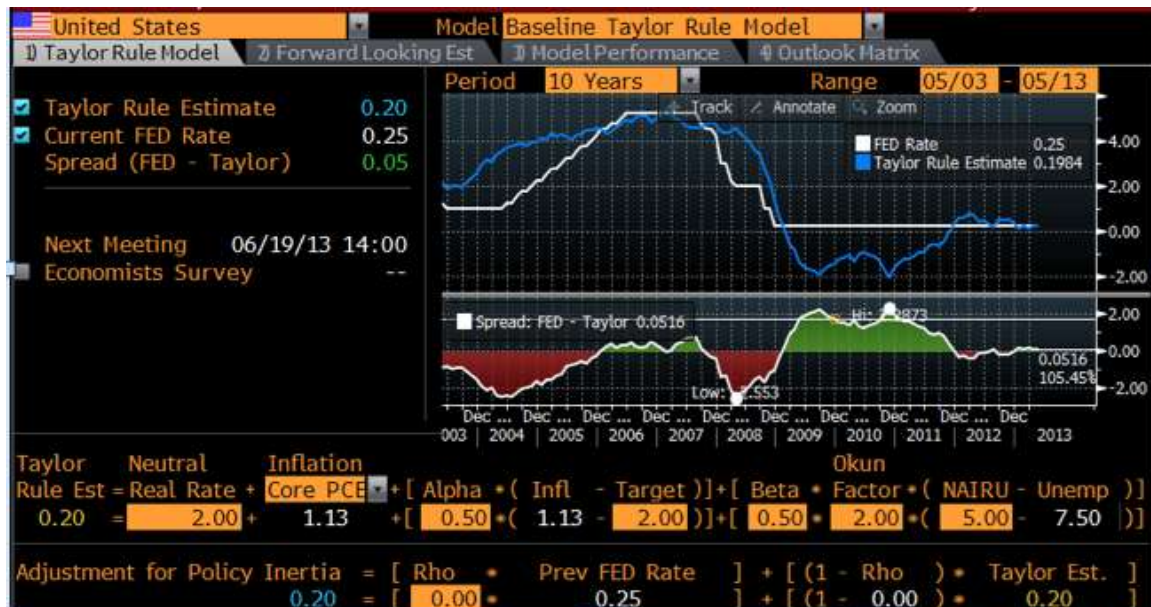 United States Model Baseline Taylor Rule Model
1) Taylor Rule Model 2) Forward Looking Est 3) Model Performance 4) Outlook Matrix
Period 10 Years Range 05/03 - 05/13
Track Annotate Zoom
Taylor Rule Estimate 0.20
Current FED Rate 0.25
Spread (FED - Taylor) 0.05
Next Meeting 06/19/13 14:00
Economists Survey --
FED Rate 0.25
Taylor Rule Estimate 0.1984
4.00
2.00
0.00
-2.00
Spread: FED - Taylor 0.0516
Hi:
Low:
2.00
0.00
0.0516
105.45%
-2.00
Dec ... Dec ... Dec ... Dec ... Dec ... Dec ... Dec ... Dec ... Dec ... Dec
003 2004 2005 2006 2007 2008 2009 2010 2011 2012 2013
Taylor Neutral Inflation Okun
Rule Est = Real Rate + Core PCE +[ Alpha *( Infl - Target )]+[ Beta * Factor *( NAIRU - Unemp )]
0.20 = 2.00 + 1.13 +[ 0.50 *( 1.13 - 2.00 )]+[ 0.50 * 2.00 *( 5.00 - 7.50 )]
Adjustment for Policy Inertia = [ Rho * Prev FED Rate ] + [ (1 - Rho ) * Taylor Est. ]
0.20 = [ 0.00 * 0.25 ] + [ (1 - 0.00 ) * 0.20 ]